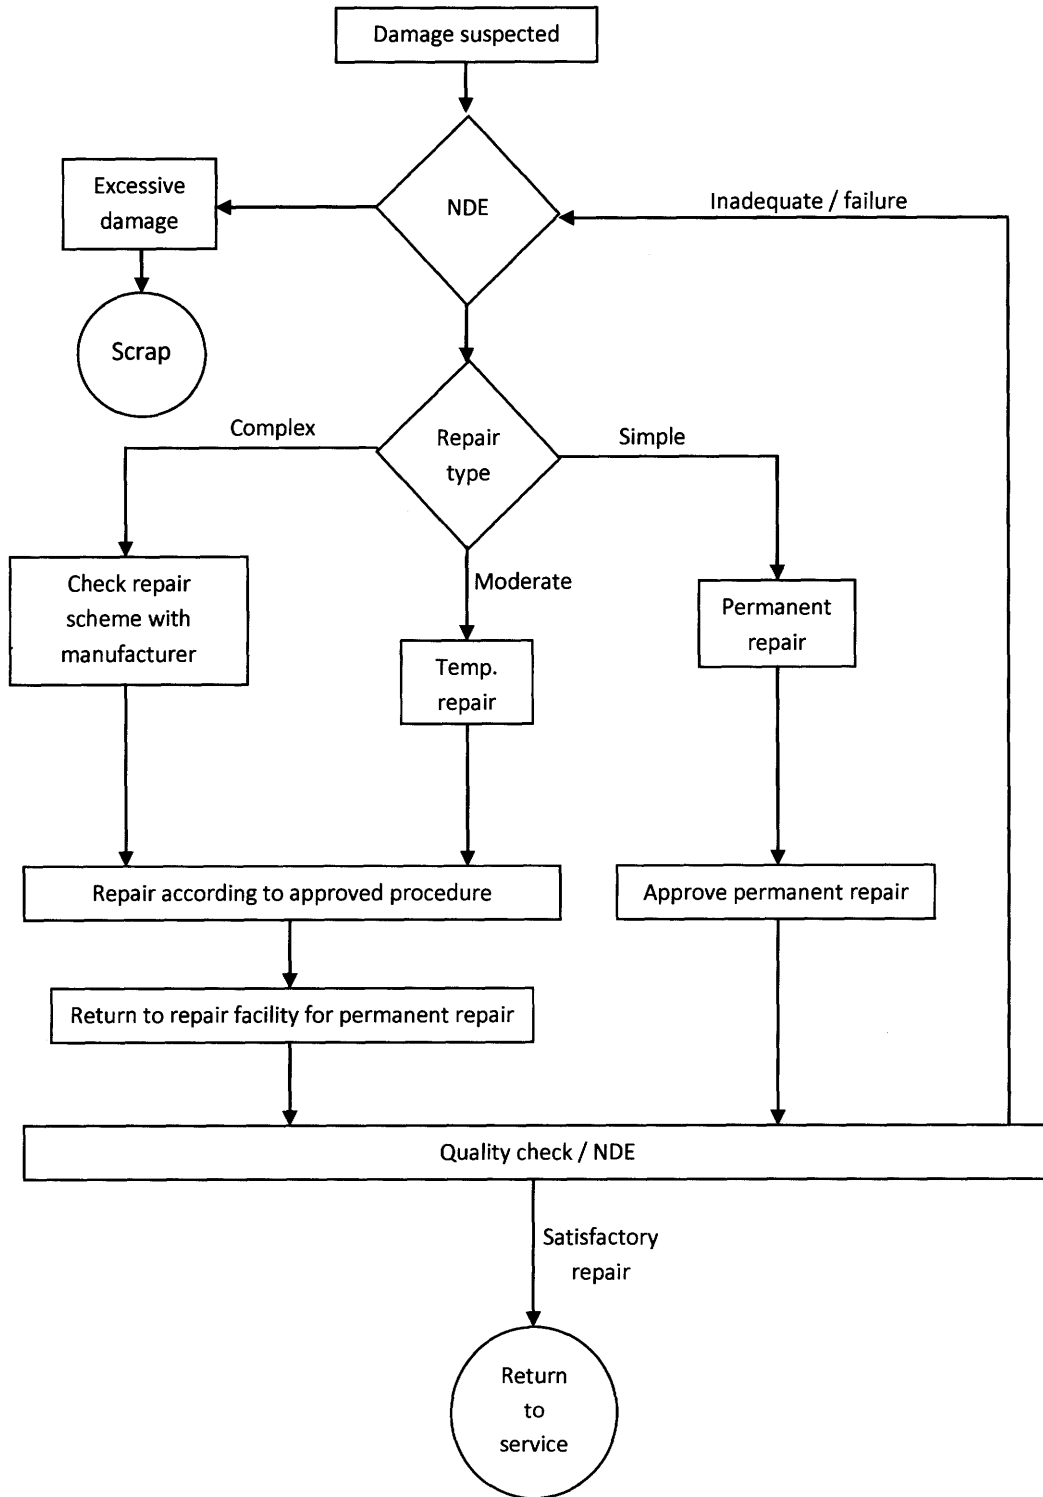 Damage suspected
Excessive
damage
NDE
Inadequate / failure
Scrap
Complex
Repair
type
Simple
Check repair
scheme with
manufacturer
Moderate
Permanent
repair
Temp.
repair
Repair according to approved procedure
Approve permanent repair
Return to repair facility for permanent repair
Quality check / NDE
Satisfactory
repair
Return
to
service